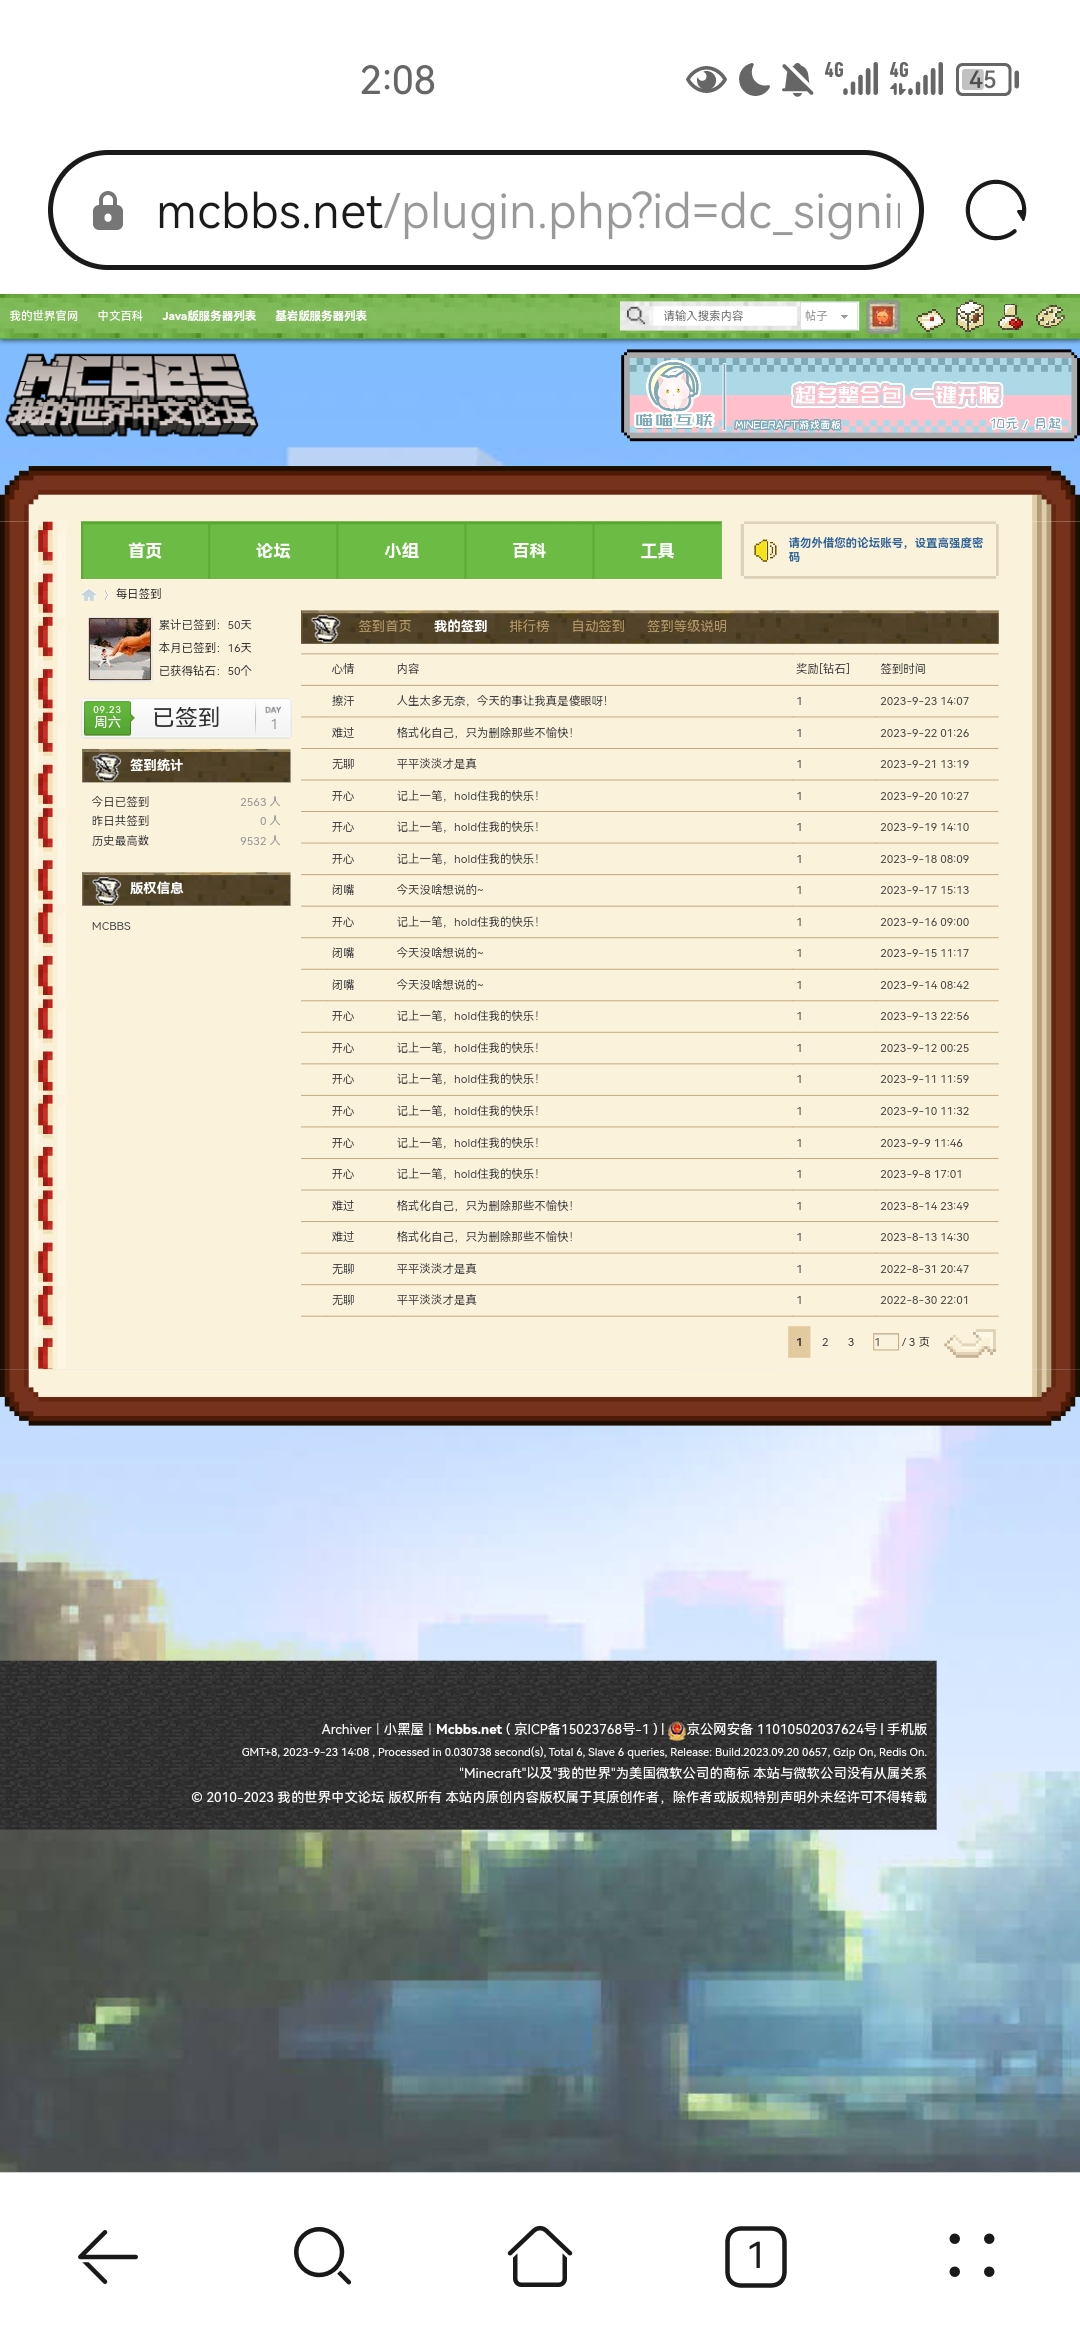 2:08
4G
4G
45
mcbbs.net/plugin.php?id=dc_signi
我的世界官网 中文百科 Java版服务器列表 基岩版服务器列表 请输入搜索内容 帖子
MCBBS
我的世界中文论坛
喵喵互联
超多整合包 一键开服
MINECRAFT游戏面板
10元 / 月起
首页 论坛 小组 百科 工具
请勿外借您的论坛账号，设置高强度密
码
每日签到
累计已签到：50天
本月已签到：16天
已获得钻石：50个
09.23
周六
已签到
DAY
1
签到统计
今日已签到 2563 人
昨日共签到 0 人
历史最高数 9532 人
版权信息
MCBBS
签到首页 我的签到 排行榜 自动签到 签到等级说明
心情 内容 奖励[钻石] 签到时间
擦汗 人生太多无奈，今天的事让我真是傻眼呀！ 1 2023-9-23 14:07
难过 格式化自己，只为删除那些不愉快！ 1 2023-9-22 01:26
无聊 平平淡淡才是真 1 2023-9-21 13:19
开心 记上一笔，hold住我的快乐！ 1 2023-9-20 10:27
开心 记上一笔，hold住我的快乐！ 1 2023-9-19 14:10
开心 记上一笔，hold住我的快乐！ 1 2023-9-18 08:09
闭嘴 今天没啥想说的~ 1 2023-9-17 15:13
开心 记上一笔，hold住我的快乐！ 1 2023-9-16 09:00
闭嘴 今天没啥想说的~ 1 2023-9-15 11:17
闭嘴 今天没啥想说的~ 1 2023-9-14 08:42
开心 记上一笔，hold住我的快乐！ 1 2023-9-13 22:56
开心 记上一笔，hold住我的快乐！ 1 2023-9-12 00:25
开心 记上一笔，hold住我的快乐！ 1 2023-9-11 11:59
开心 记上一笔，hold住我的快乐！ 1 2023-9-10 11:32
开心 记上一笔，hold住我的快乐！ 1 2023-9-9 11:46
开心 记上一笔，hold住我的快乐！ 1 2023-9-8 17:01
难过 格式化自己，只为删除那些不愉快！ 1 2023-8-14 23:49
难过 格式化自己，只为删除那些不愉快！ 1 2023-8-13 14:30
无聊 平平淡淡才是真 1 2022-8-31 20:47
无聊 平平淡淡才是真 1 2022-8-30 22:01
1 2 3 1 / 3 页
Archiver | 小黑屋 | Mcbbs.net ( 京ICP备15023768号-1 ) | 京公网安备 11010502037624号 | 手机版
GMT+8, 2023-9-23 14:08 , Processed in 0.030738 second(s), Total 6, Slave 6 queries, Release: Build.2023.09.20 0657, Gzip On, Redis On.
"Minecraft"以及"我的世界"为美国微软公司的商标 本站与微软公司没有从属关系
© 2010-2023 我的世界中文论坛 版权所有 本站内原创内容版权属于其原创作者，除作者或版规特别声明外未经许可不得转载
1